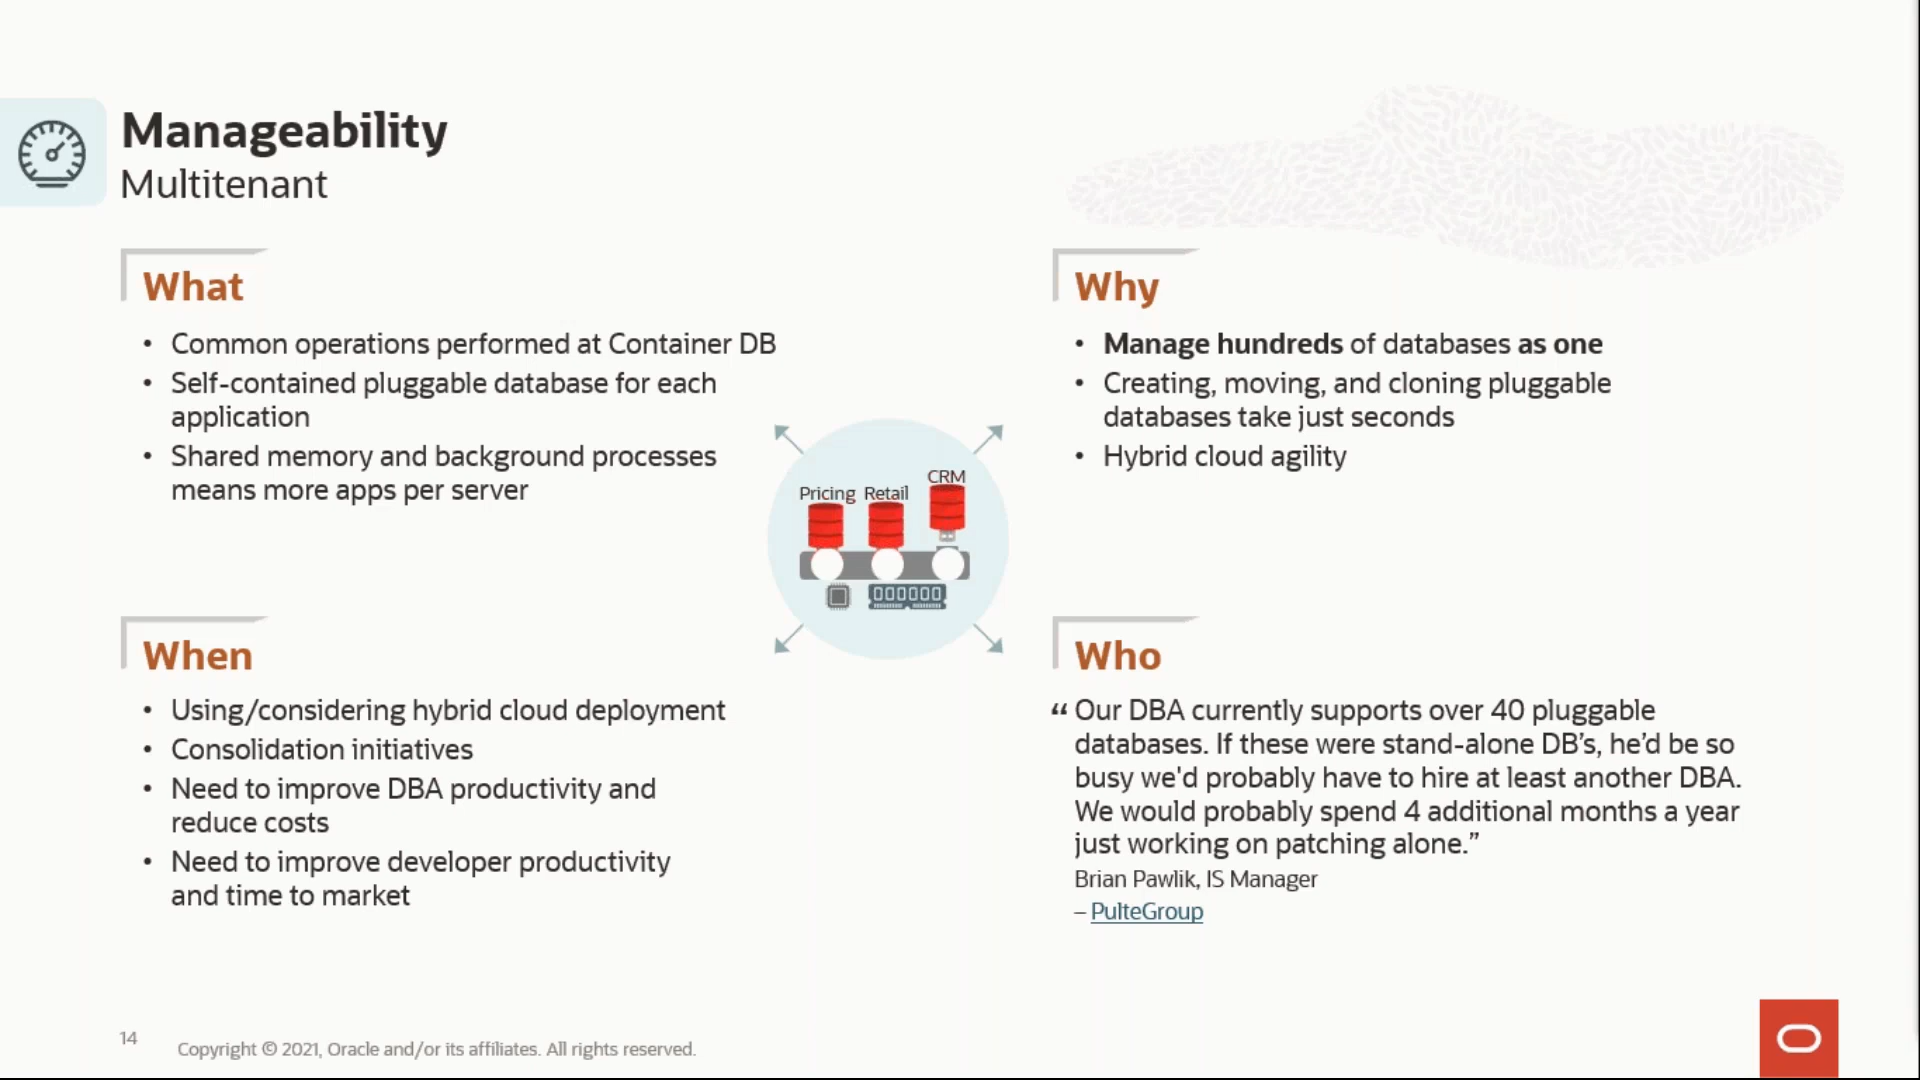 Manageability
Multitenant
What
• Common operations performed at Container DB
• Self-contained pluggable database for each
application
• Shared memory and background processes
means more apps per server
Why
• Manage hundreds of databases as one
• Creating, moving, and cloning pluggable
databases take just seconds
• Hybrid cloud agility
Pricing Retail CRM
When
• Using/considering hybrid cloud deployment
• Consolidation initiatives
• Need to improve DBA productivity and
reduce costs
• Need to improve developer productivity
and time to market
Who
“ Our DBA currently supports over 40 pluggable
databases. If these were stand-alone DB’s, he’d be so
busy we'd probably have to hire at least another DBA.
We would probably spend 4 additional months a year
just working on patching alone.”
Brian Pawlik, IS Manager
– PulteGroup
14
Copyright © 2021, Oracle and/or its affiliates. All rights reserved.